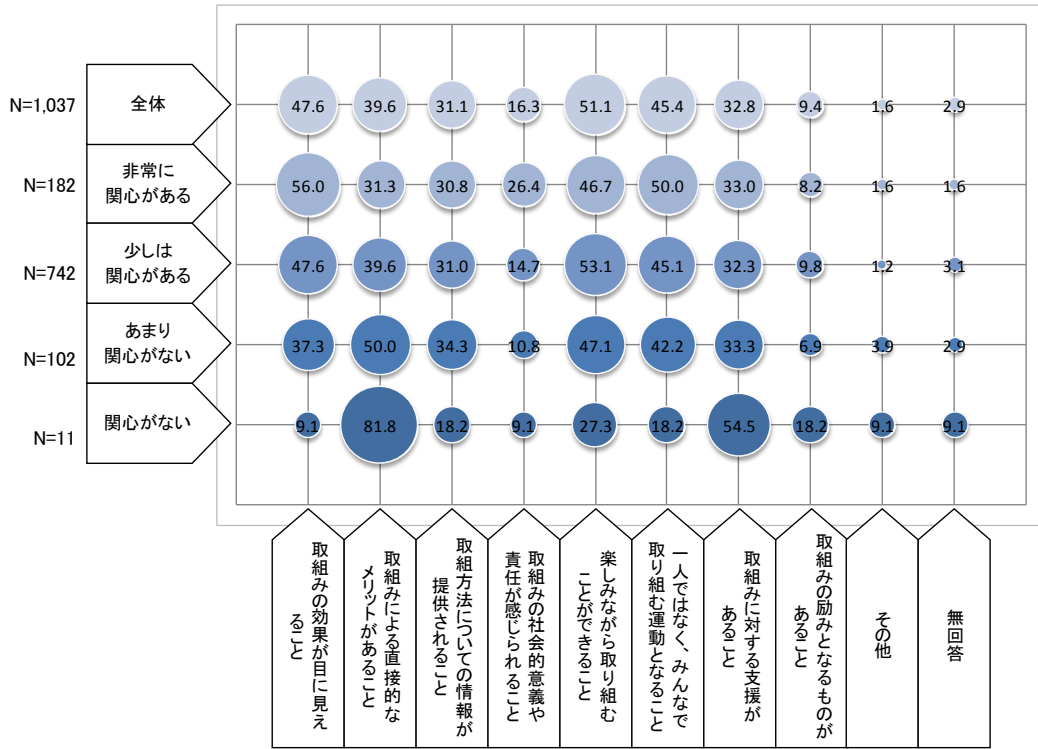 N=1,037
全体
47.6 39.6 31.1 16.3 51.1 45.4 32.8 9.4 1.6 2.9
N=182
非常に
関心がある
56.0 31.3 30.8 26.4 46.7 50.0 33.0 8.2 1.6 1.6
N=742
少しは
関心がある
47.6 39.6 31.0 14.7 53.1 45.1 32.3 9.8 1.2 3.1
N=102
あまり
関心がない
37.3 50.0 34.3 10.8 47.1 42.2 33.3 6.9 3.9 2.9
N=11
関心がない
9.1 81.8 18.2 9.1 27.3 18.2 54.5 18.2 9.1 9.1
取組みの効果が目に見え
ること
取組みによる直接的な
メリットがあること
取組方法についての情報が
提供されること
取組みの社会的意義や
責任が感じられること
楽しみながら取り組む
ことができること
一人ではなく、みんなで
取り組む運動となること
取組みに対する支援が
あること
取組みの励みとなるものが
あること
その他
無回答